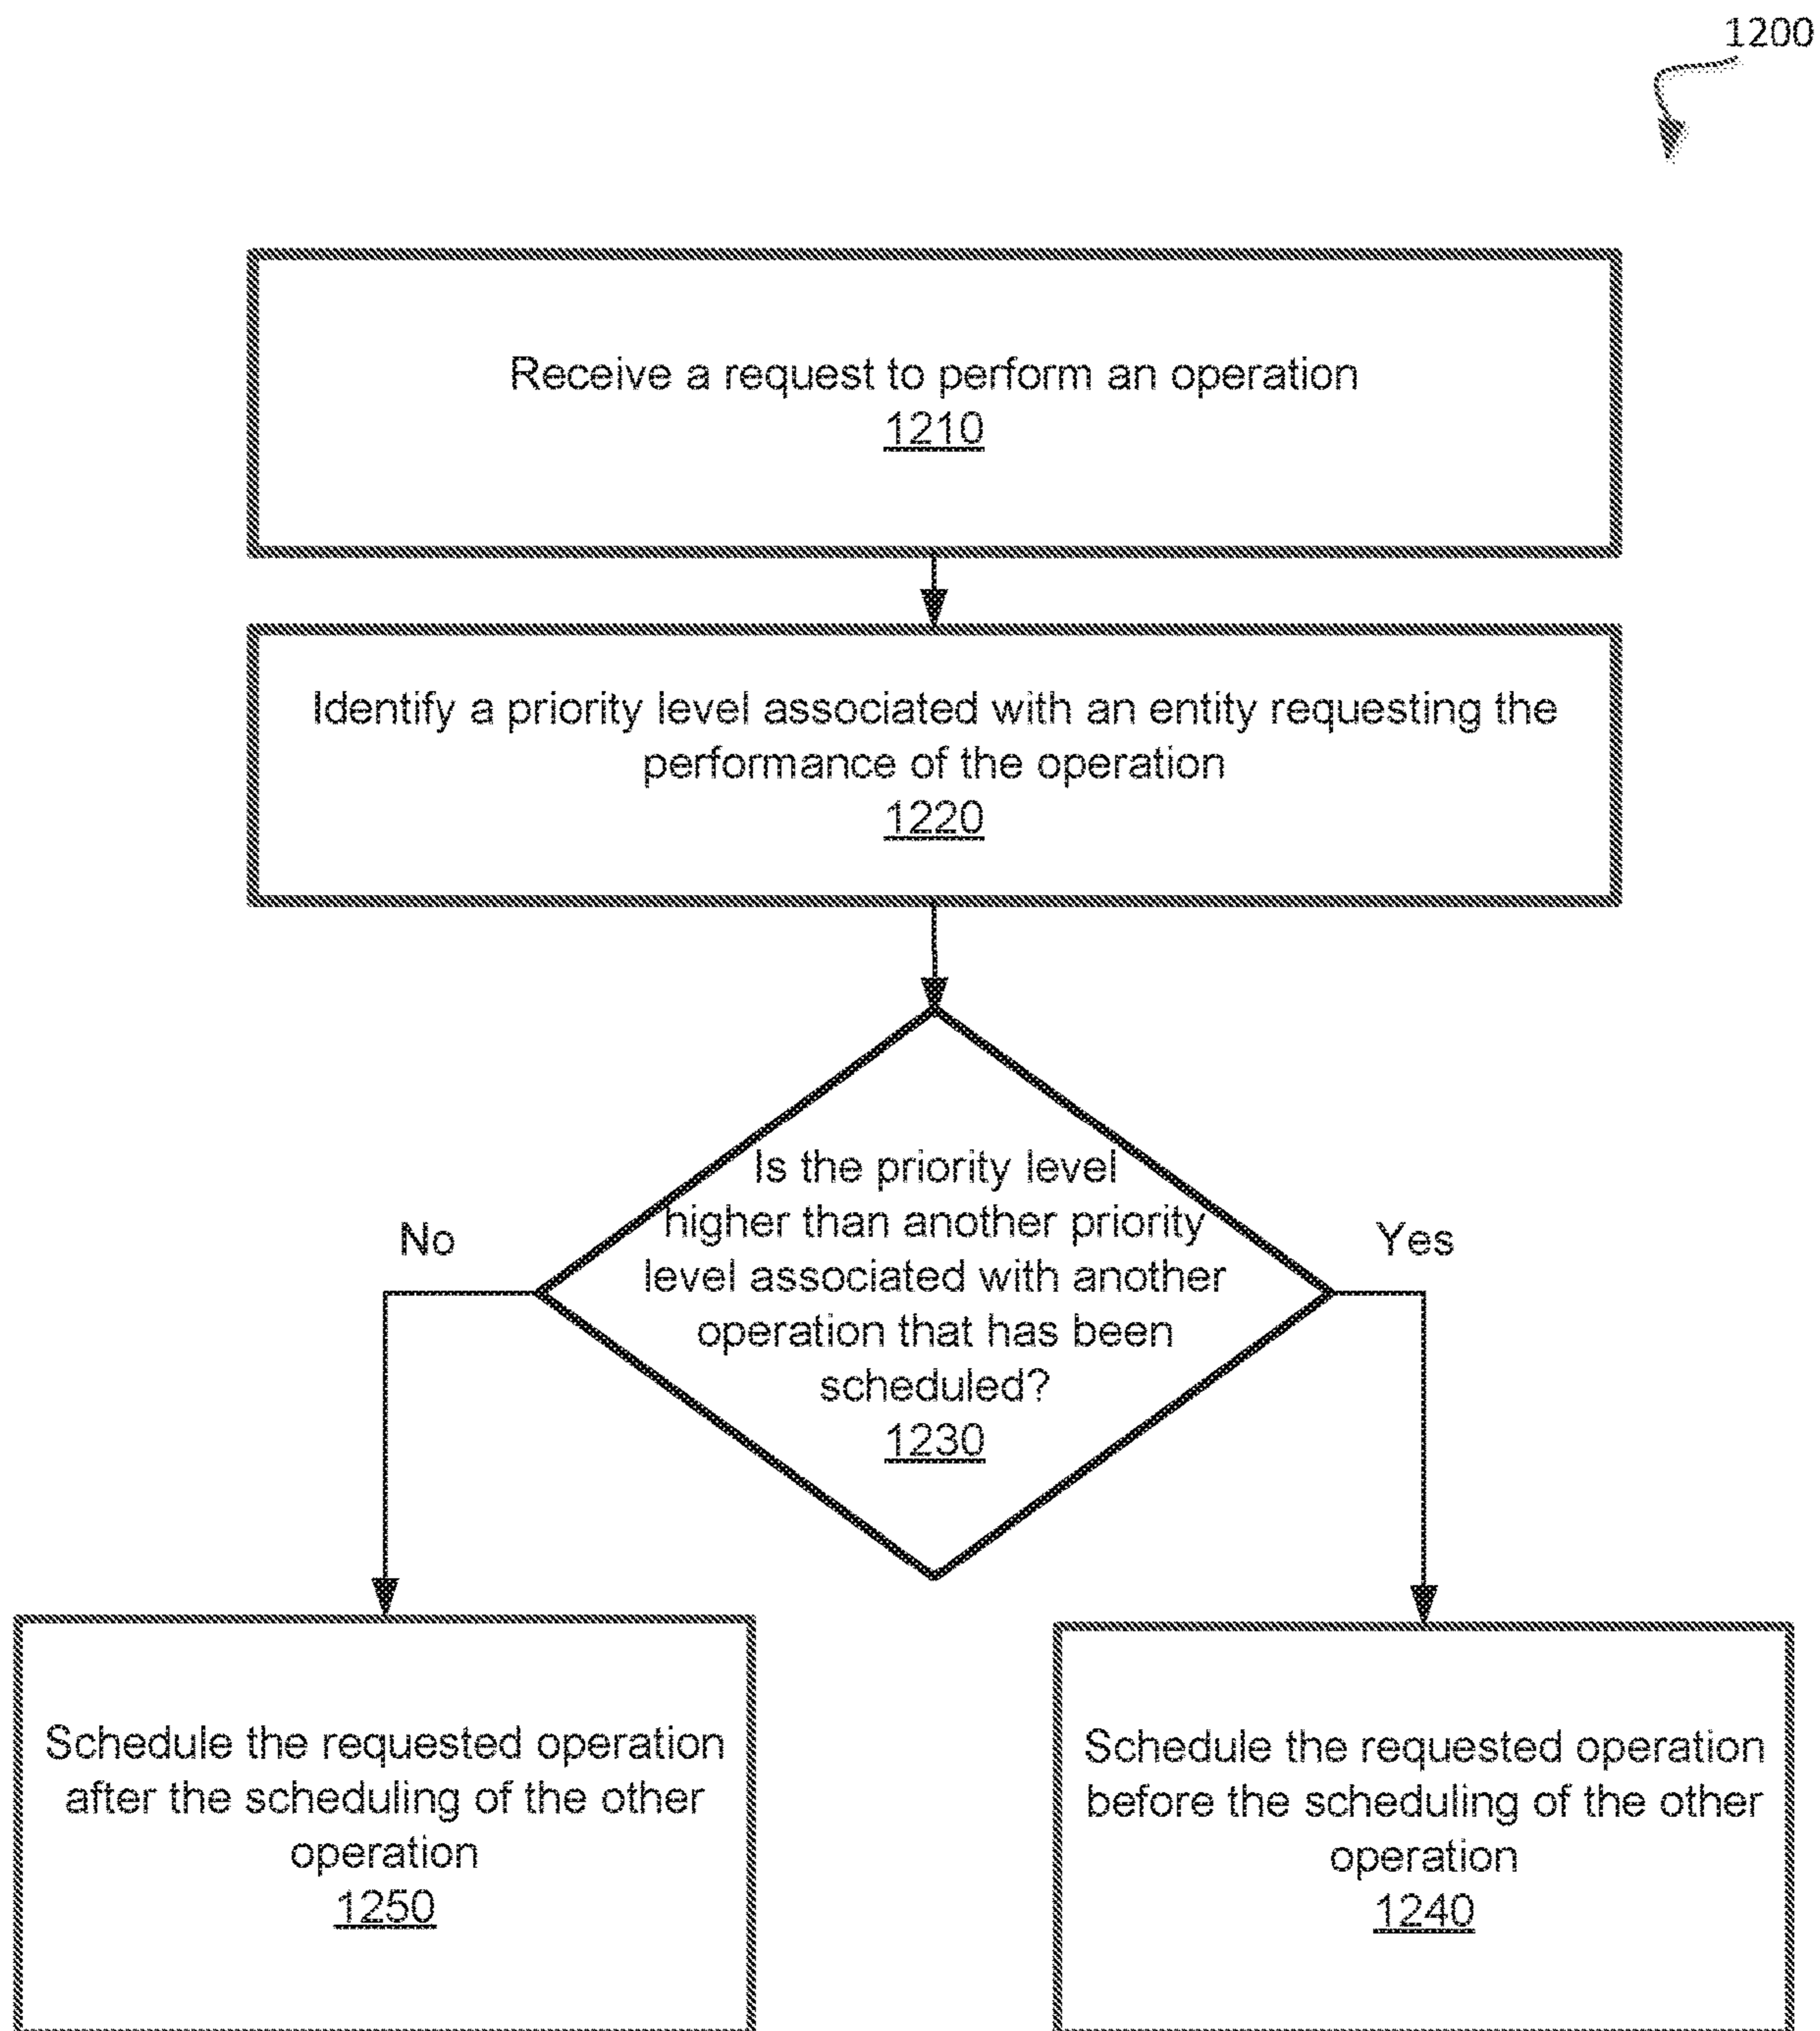 1200
Receive a request to perform an operation
1210
Identify a priority level associated with an entity requesting the
performance of the operation
1220
Is the priority level
higher than another priority
level associated with another
operation that has been
scheduled?
1230
No
Yes
Schedule the requested operation
after the scheduling of the other
operation
1250
Schedule the requested operation
before the scheduling of the other
operation
1240